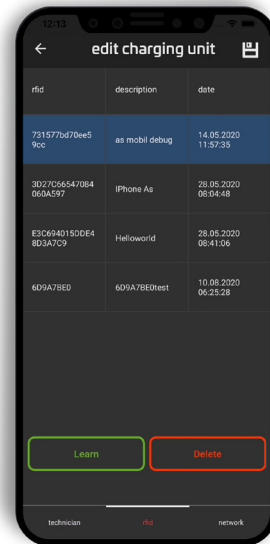 12:13
edit charging unit
rfid description date
731577bd70ee5
9cc
as mobil debug
14.05.2020
11:57:35
3D27C66547084
060A597
IPhone As
28.05.2020
08:04:48
E3C694015DDE4
8D3A7C9
Helloworld
28.05.2020
08:41:06
6D9A7BE0
6D9A7BE0test
10.08.2020
06:25:28
Learn
Delete
technician rfid network